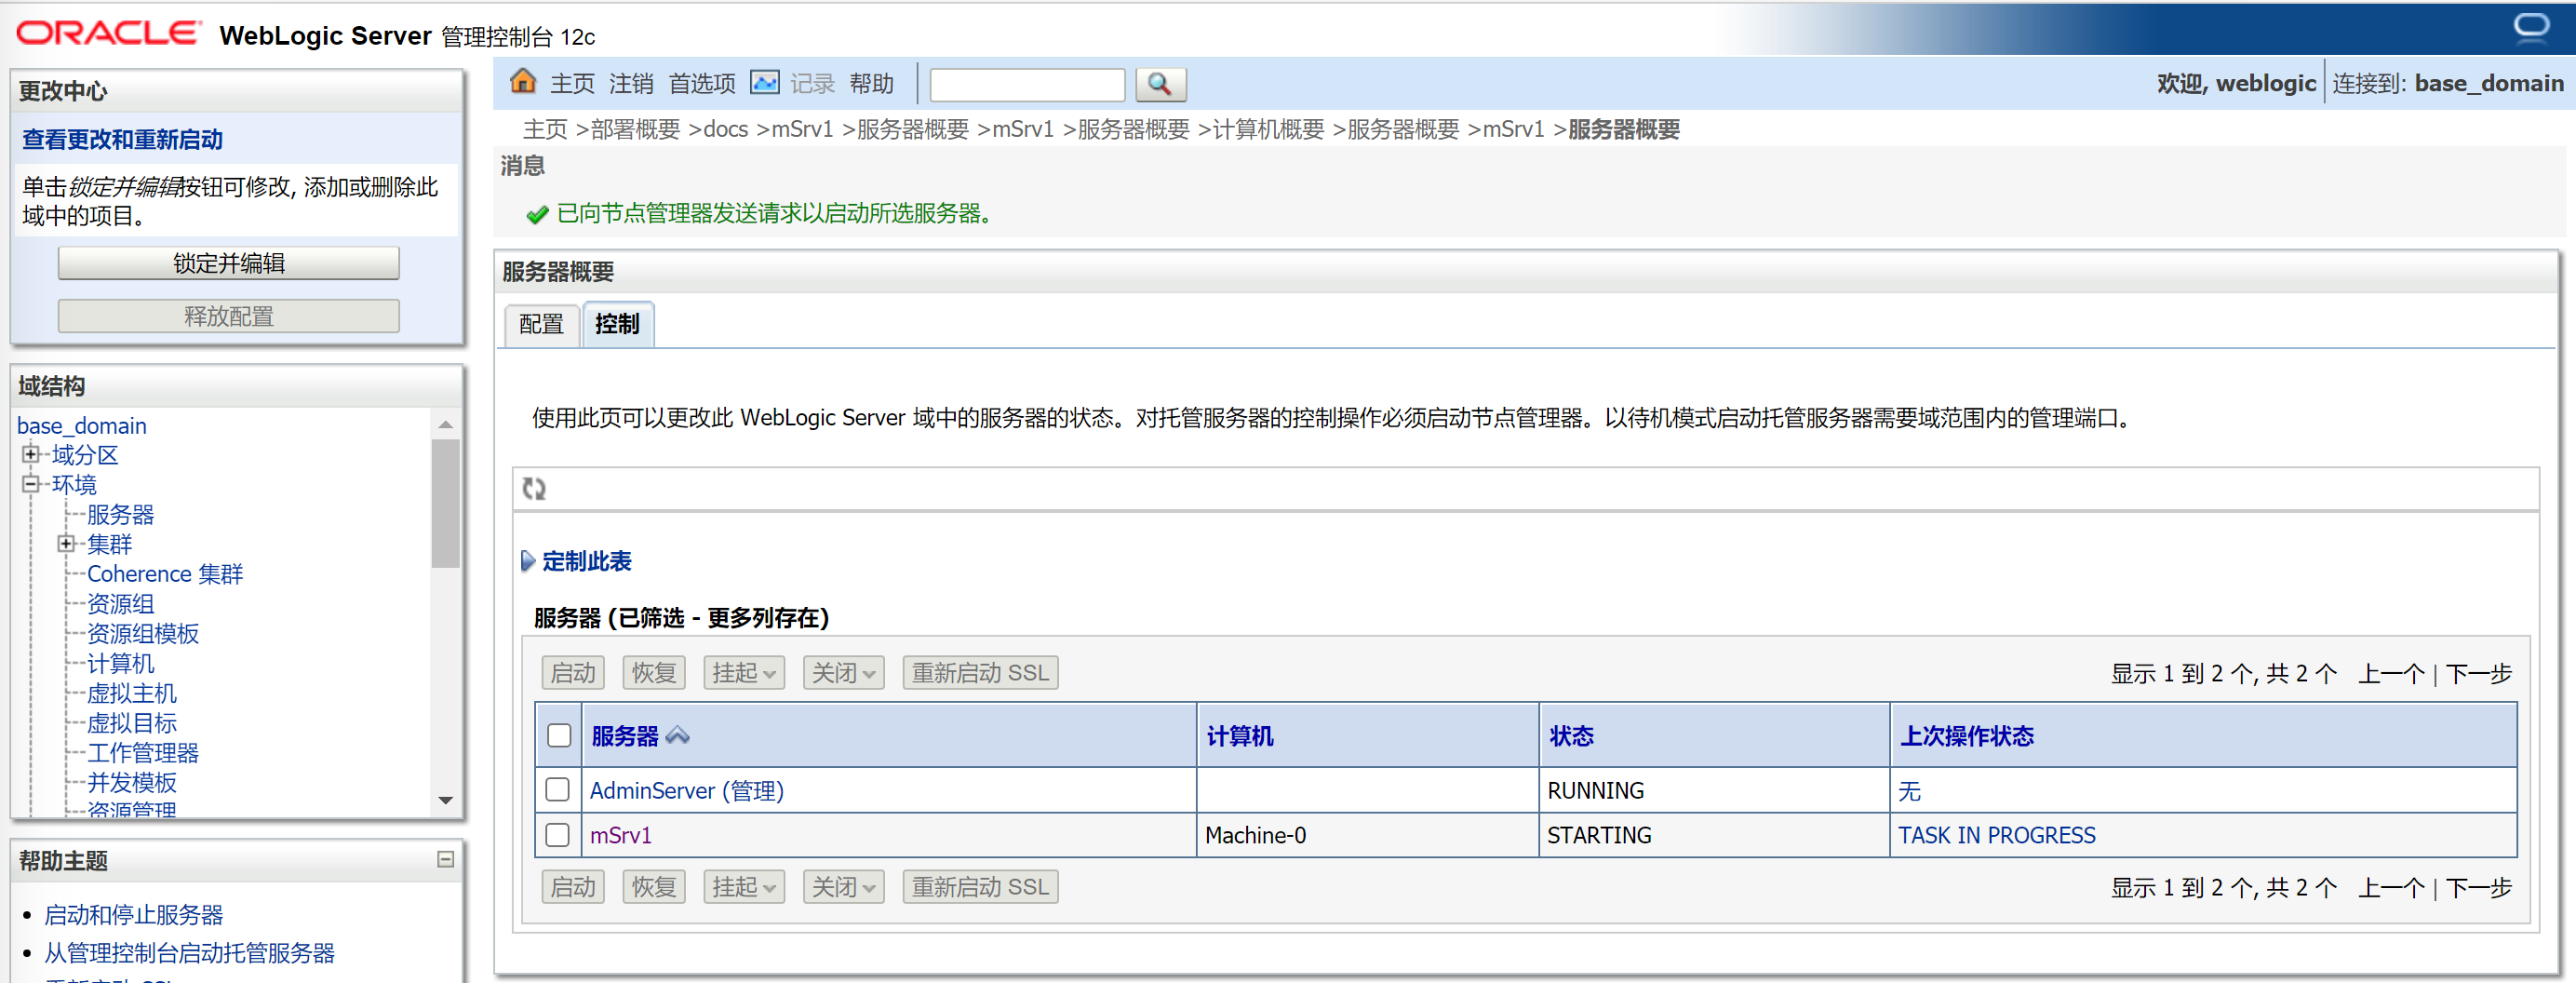 ORACLE WebLogic Server 管理控制台 12c
更改中心
查看更改和重新启动
单击锁定并编辑按钮可修改, 添加或删除此
域中的项目。
锁定并编辑
释放配置
域结构
base_domain
域分区
环境
服务器
集群
Coherence 集群
资源组
资源组模板
计算机
虚拟主机
虚拟目标
工作管理器
并发模板
资源管理
帮助主题
启动和停止服务器
从管理控制台启动托管服务器
重新启动 SSL
主页 注销 首选项 记录 帮助
欢迎, weblogic 连接到: base_domain
主页 >部署概要 >docs >mSrv1 >服务器概要 >mSrv1 >服务器概要 >计算机概要 >服务器概要 >mSrv1 >服务器概要
消息
已向节点管理器发送请求以启动所选服务器。
服务器概要
配置 控制
使用此页可以更改此 WebLogic Server 域中的服务器的状态。对托管服务器的控制操作必须启动节点管理器。以待机模式启动托管服务器需要域范围内的管理端口。
定制此表
服务器 (已筛选 - 更多列存在)
启动 恢复 挂起 关闭 重新启动 SSL 显示 1 到 2 个, 共 2 个 上一个 | 下一步
服务器 计算机 状态 上次操作状态
AdminServer (管理) RUNNING 无
mSrv1 Machine-0 STARTING TASK IN PROGRESS
启动 恢复 挂起 关闭 重新启动 SSL 显示 1 到 2 个, 共 2 个 上一个 | 下一步